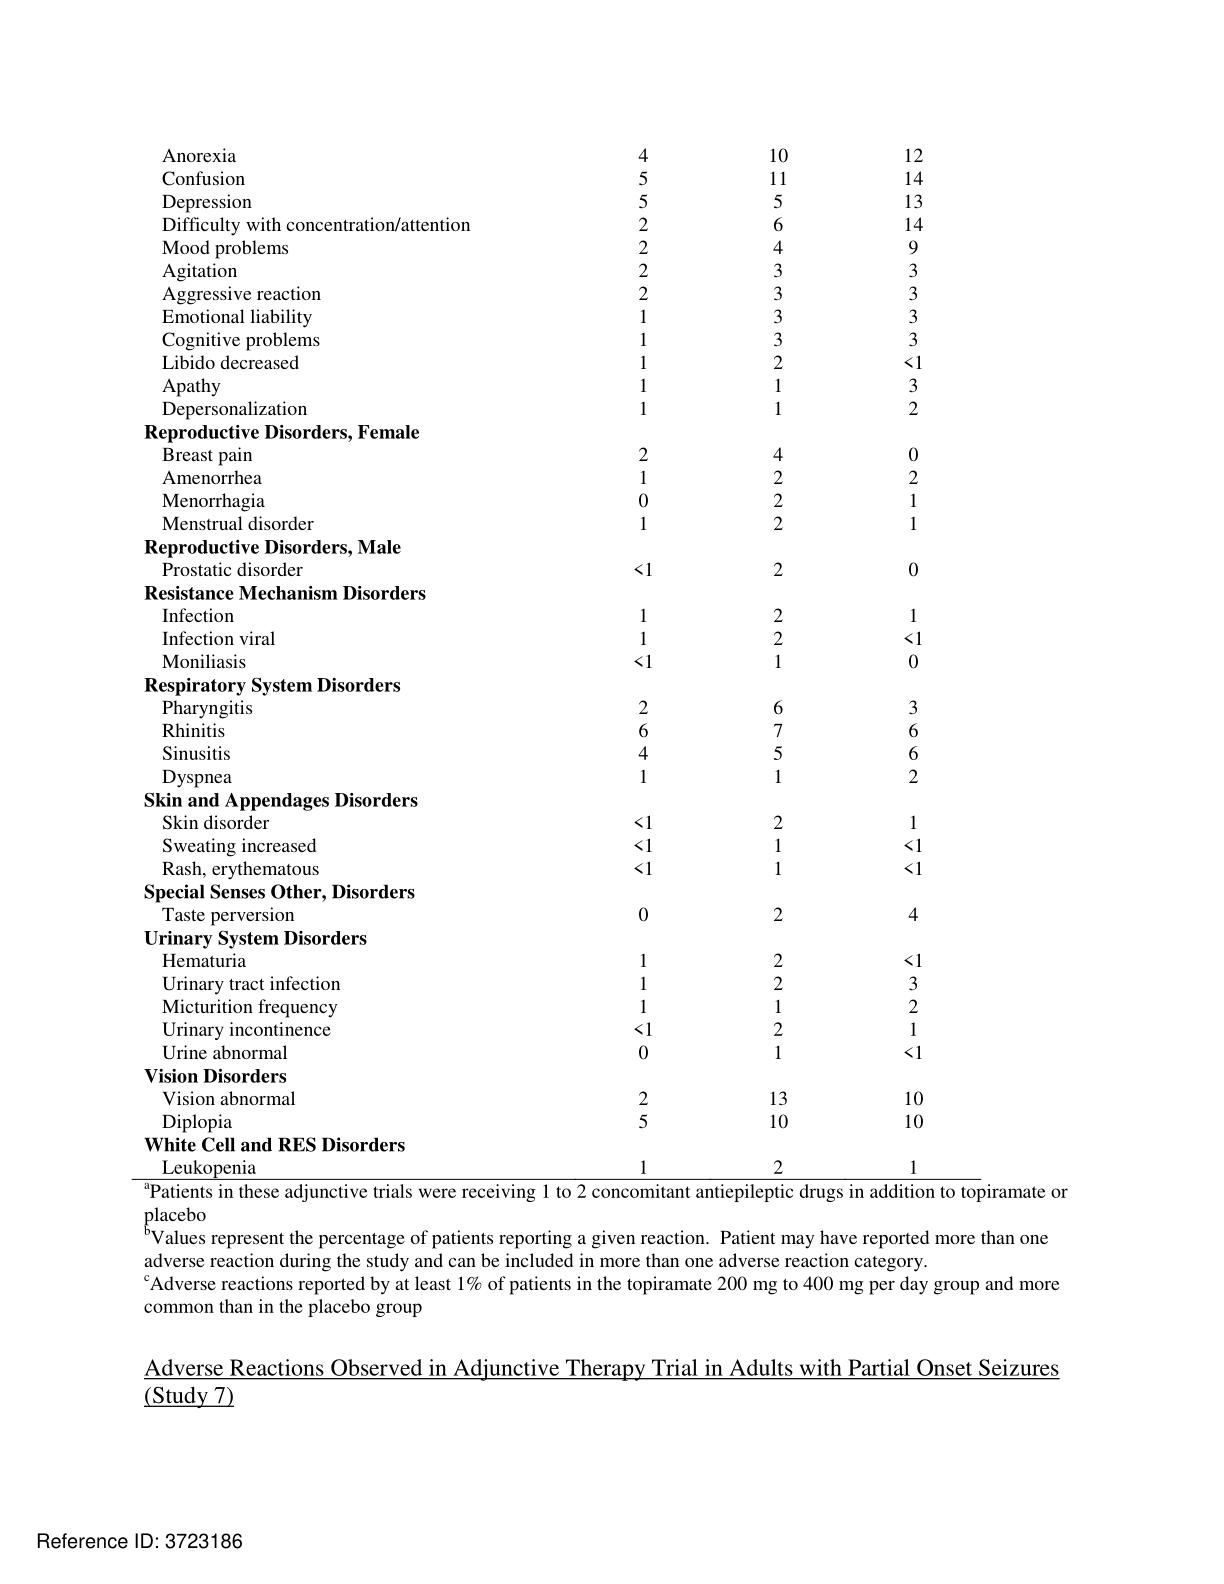 Anorexia 4 10 12
Confusion 5 11 14
Depression 5 5 13
Difficulty with concentration/attention 2 6 14
Mood problems 2 4 9
Agitation 2 3 3
Aggressive reaction 2 3 3
Emotional liability 1 3 3
Cognitive problems 1 3 3
Libido decreased 1 2 <1
Apathy 1 1 3
Depersonalization 1 1 2
Reproductive Disorders, Female
Breast pain 2 4 0
Amenorrhea 1 2 2
Menorrhagia 0 2 1
Menstrual disorder 1 2 1
Reproductive Disorders, Male
Prostatic disorder <1 2 0
Resistance Mechanism Disorders
Infection 1 2 1
Infection viral 1 2 <1
Moniliasis <1 1 0
Respiratory System Disorders
Pharyngitis 2 6 3
Rhinitis 6 7 6
Sinusitis 4 5 6
Dyspnea 1 1 2
Skin and Appendages Disorders
Skin disorder <1 2 1
Sweating increased <1 1 <1
Rash, erythematous <1 1 <1
Special Senses Other, Disorders
Taste perversion 0 2 4
Urinary System Disorders
Hematuria 1 2 <1
Urinary tract infection 1 2 3
Micturition frequency 1 1 2
Urinary incontinence <1 2 1
Urine abnormal 0 1 <1
Vision Disorders
Vision abnormal 2 13 10
Diplopia 5 10 10
White Cell and RES Disorders
Leukopenia 1 2 1
aPatients in these adjunctive trials were receiving 1 to 2 concomitant antiepileptic drugs in addition to topiramate or
placebo
bValues represent the percentage of patients reporting a given reaction. Patient may have reported more than one
adverse reaction during the study and can be included in more than one adverse reaction category.
cAdverse reactions reported by at least 1% of patients in the topiramate 200 mg to 400 mg per day group and more
common than in the placebo group
Adverse Reactions Observed in Adjunctive Therapy Trial in Adults with Partial Onset Seizures
(Study 7)
Reference ID: 3723186